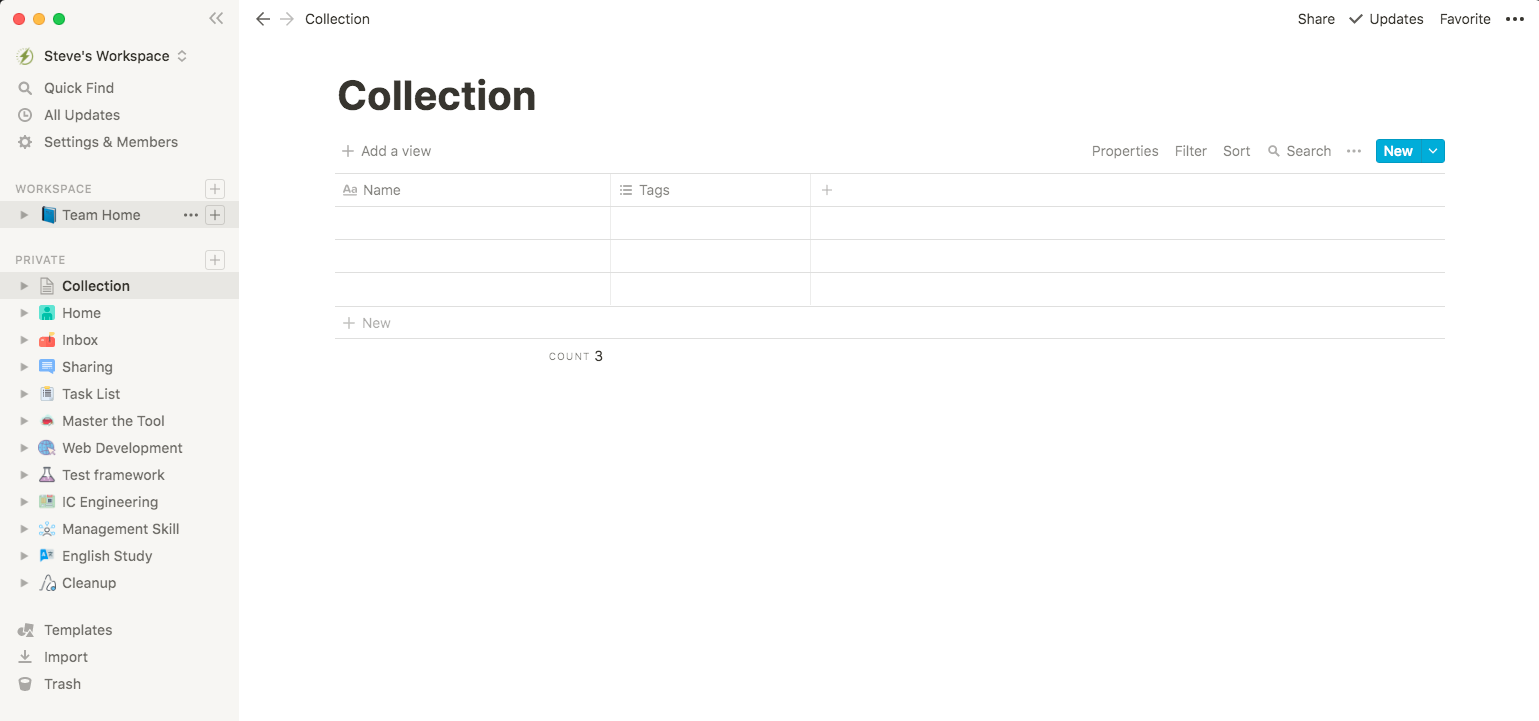 Collection
Share Updates Favorite
Steve's Workspace
Quick Find
All Updates
Settings & Members
WORKSPACE
Team Home
PRIVATE
Collection
Home
Inbox
Sharing
Task List
Master the Tool
Web Development
Test framework
IC Engineering
Management Skill
English Study
Cleanup
Templates
Import
Trash
Collection
Add a view
Properties Filter Sort Search New
Aa Name Tags
New
COUNT 3